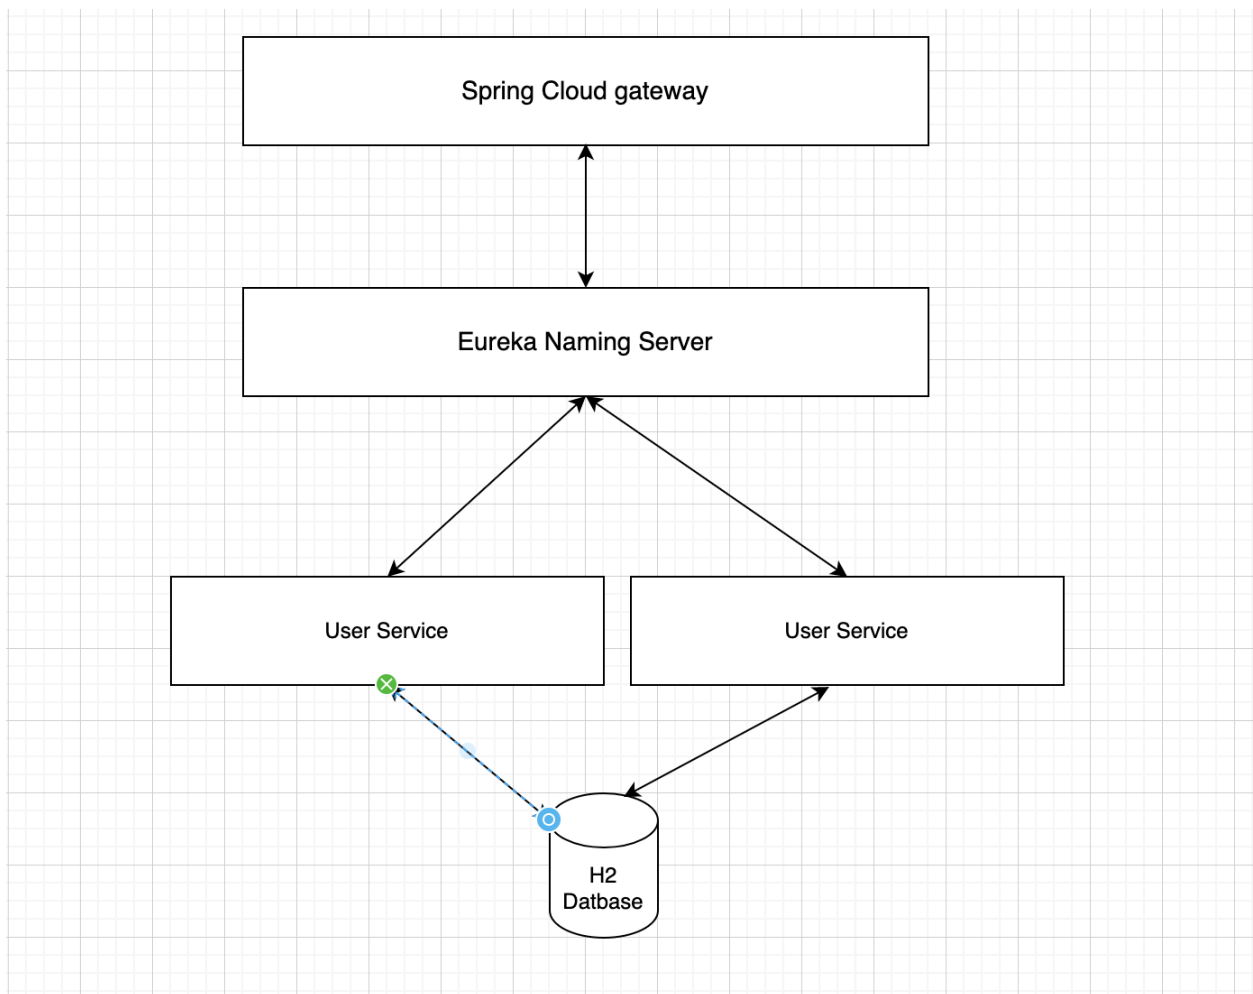 Spring Cloud gateway
Eureka Naming Server
User Service
User Service
H2
Datbase